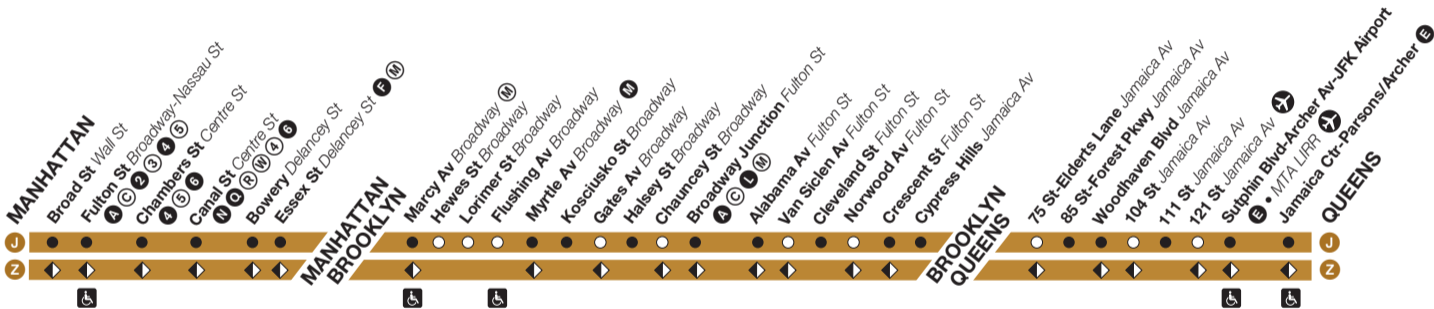 MANHATTAN
Broad St Wall St
Fulton St Broadway-Nassau St
A C 2 3 4 5
Chambers St Centre St
4 5 6
Canal St Centre St
N Q R W 4 6
Bowery Delancey St
Essex St Delancey St F M
MANHATTAN
BROOKLYN
Marcy Av Broadway M
Hewes St Broadway
Lorimer St Broadway
Flushing Av Broadway
Myrtle Av Broadway M
Kosciusko St Broadway
Gates Av Broadway
Halsey St Broadway
Chauncey St Broadway
Broadway Junction Fulton St
A C L M
Alabama Av Fulton St
Van Siclen Av Fulton St
Cleveland St Fulton St
Norwood Av Fulton St
Crescent St Fulton St
Cypress Hills Jamaica Av
BROOKLYN
QUEENS
75 St-Elderts Lane Jamaica Av
85 St-Forest Pkwy Jamaica Av
Woodhaven Blvd Jamaica Av
104 St Jamaica Av
111 St Jamaica Av
121 St Jamaica Av
Sutphin Blvd-Archer Av-JFK Airport
E • MTA LIRR
Jamaica Ctr-Parsons/Archer E
QUEENS
J J
Z Z